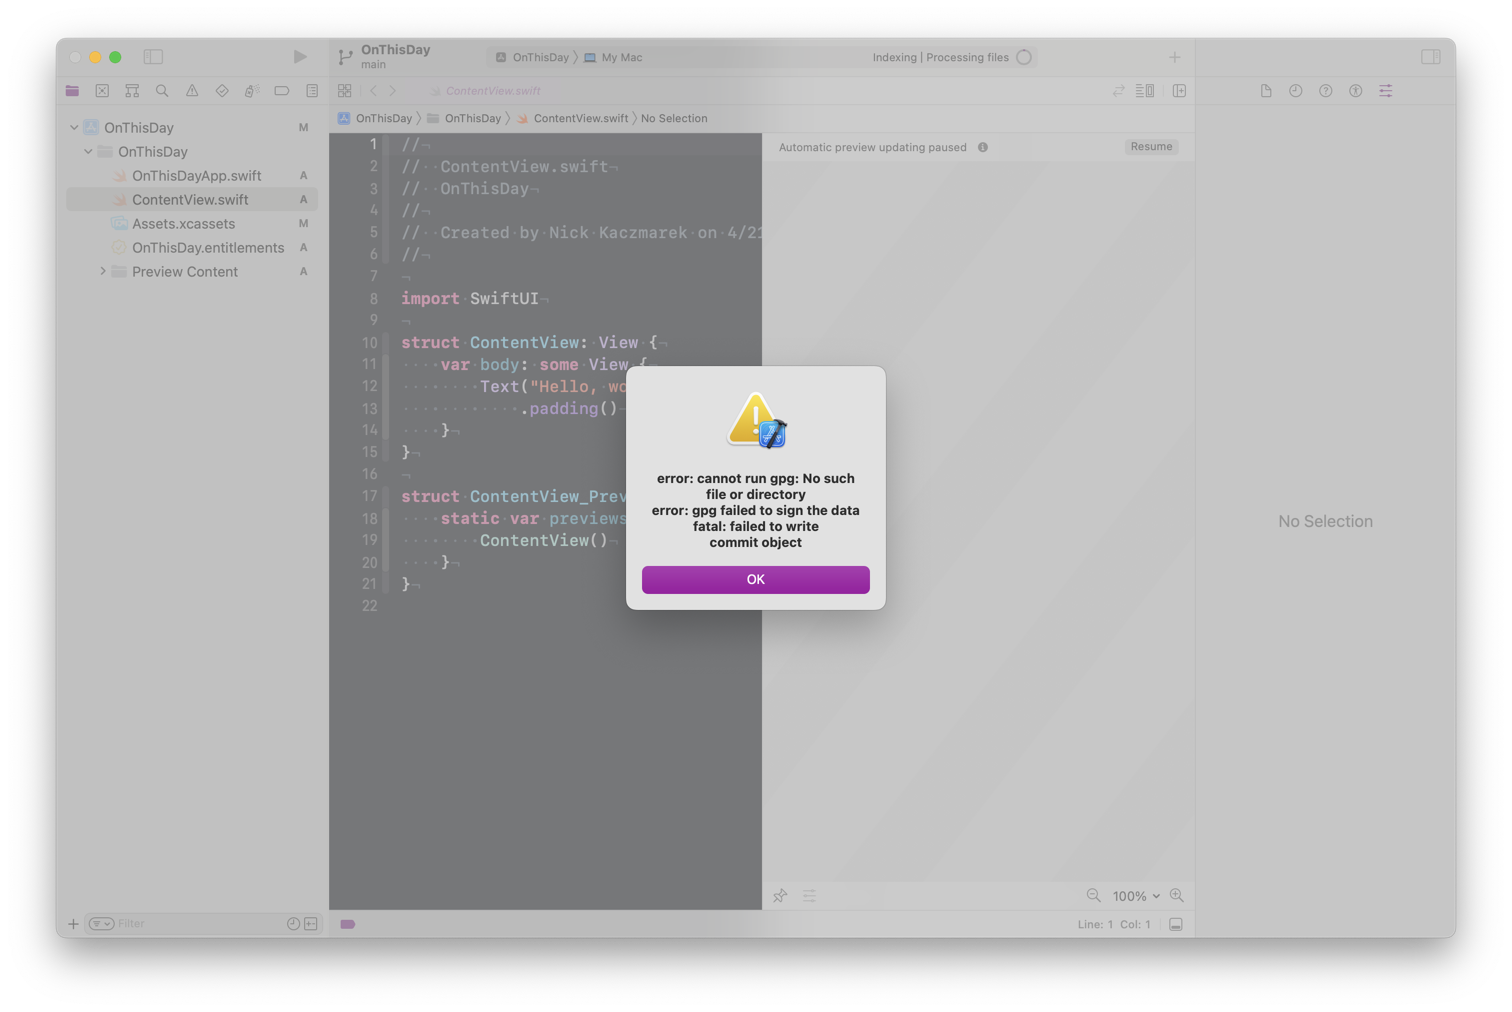 OnThisDay
main
OnThisDay
My Mac
Indexing | Processing files
ContentView.swift
OnThisDay
OnThisDay
ContentView.swift
No Selection
OnThisDay M
OnThisDay
OnThisDayApp.swift A
ContentView.swift A
Assets.xcassets M
OnThisDay.entitlements A
Preview Content A
1 //
2 // ContentView.swift
3 // OnThisDay
4 //
5 // Created by Nick Kaczmarek on 4/21
6 //
7
8 import SwiftUI
9
10 struct ContentView: View {
11 var body: some View {
12 Text("Hello, wo
13 .padding()
14 }
15 }
16
17 struct ContentView_Prev
18 static var previews
19 ContentView()
20 }
21 }
22
Automatic preview updating paused
Resume
error: cannot run gpg: No such
file or directory
error: gpg failed to sign the data
fatal: failed to write
commit object
OK
No Selection
100%
Filter
Line: 1 Col: 1